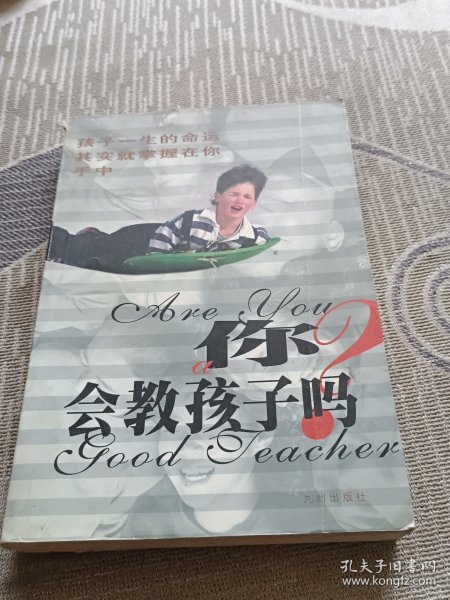 孩子一生的命运
其实就掌握在你
手中
Are You
你?
a
会教孩子吗
Good Teacher
九州出版社
孔夫子旧书网
www.kongfz.com